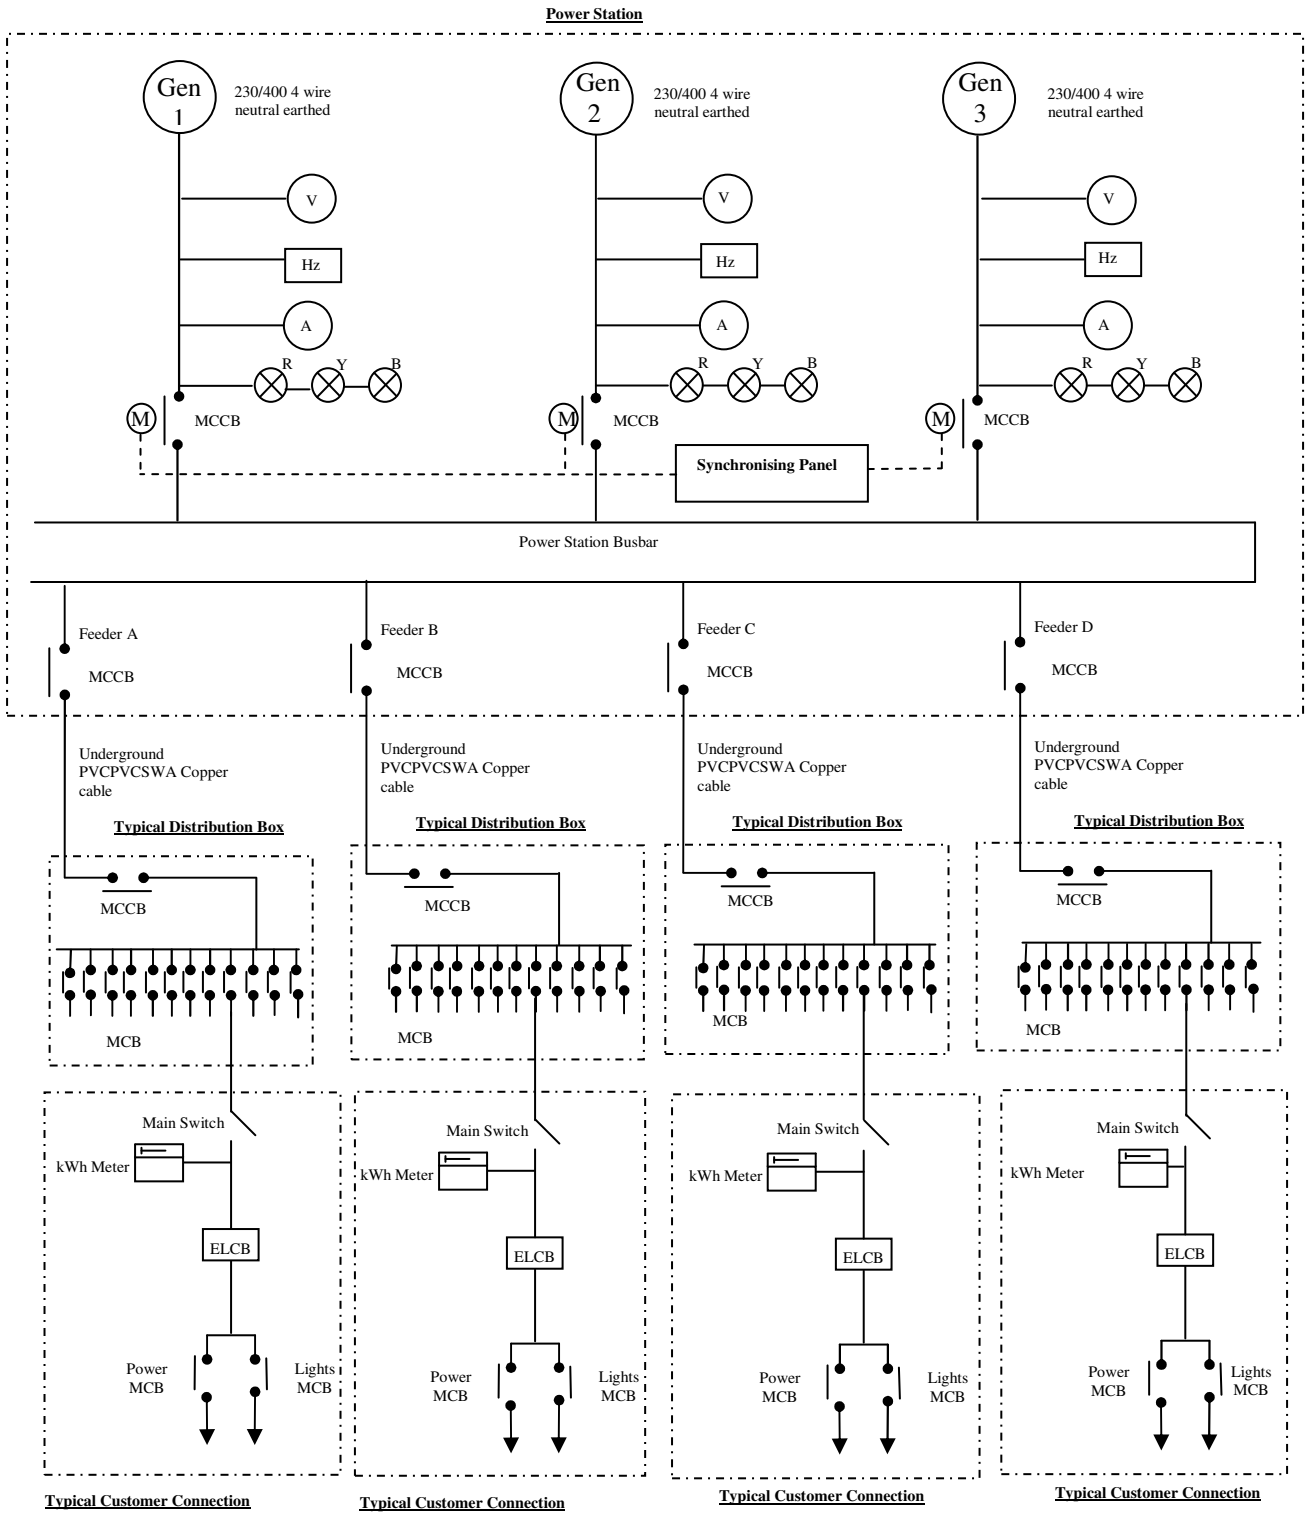 Power Station
Gen 1
230/400 4 wire
neutral earthed
Gen 2
230/400 4 wire
neutral earthed
Gen 3
230/400 4 wire
neutral earthed
V
V
V
Hz
Hz
Hz
A
A
A
R Y B
R Y B
R Y B
M
MCCB
M
MCCB
M
MCCB
Synchronising Panel
Power Station Busbar
Feeder A
MCCB
Feeder B
MCCB
Feeder C
MCCB
Feeder D
MCCB
Underground
PVCPVCSWA Copper
cable
Underground
PVCPVCSWA Copper
cable
Underground
PVCPVCSWA Copper
cable
Underground
PVCPVCSWA Copper
cable
Typical Distribution Box
Typical Distribution Box
Typical Distribution Box
Typical Distribution Box
MCCB
MCCB
MCCB
MCCB
MCB
MCB
MCB
MCB
Main Switch
kWh Meter
ELCB
Power
MCB
Lights
MCB
Main Switch
kWh Meter
ELCB
Power
MCB
Lights
MCB
Main Switch
kWh Meter
ELCB
Power
MCB
Lights
MCB
Main Switch
kWh Meter
ELCB
Power
MCB
Lights
MCB
Typical Customer Connection
Typical Customer Connection
Typical Customer Connection
Typical Customer Connection